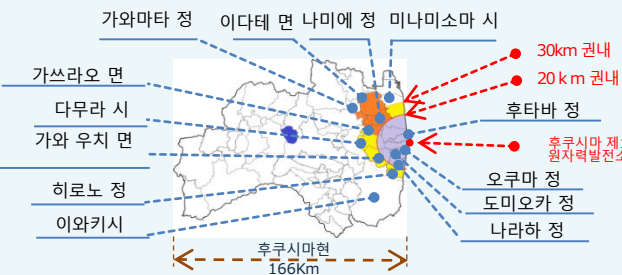 가와마타 정
이다테 면
나미에 정
미나미소마 시
30km 권내
20ｋｍ 권내
가쓰라오 면
다무라 시
후타바 정
가와 우치 면
후쿠시마 제
원자력발전소
오쿠마 정
히로노 정
도미오카 정
이와키시
나라하 정
후쿠시마현
166Km